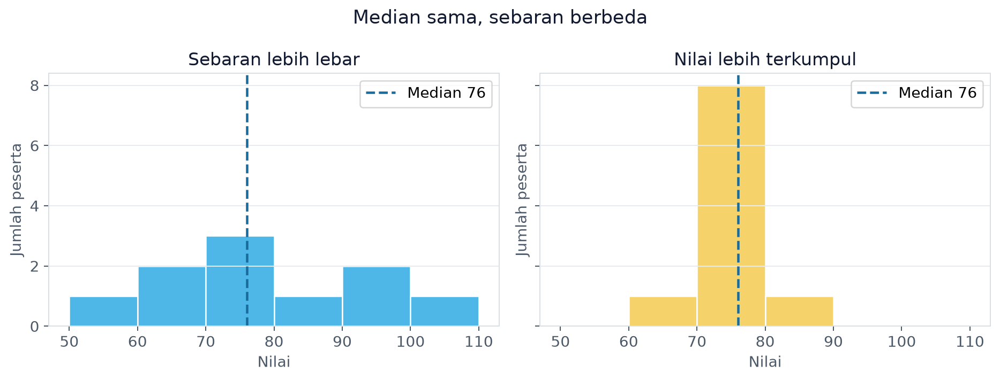 Median sama, sebaran berbeda
Sebaran lebih lebar
Median 76
Jumlah peserta
8
6
4
2
0
50 60 70 80 90 100 110
Nilai
Nilai lebih terkumpul
Median 76
Jumlah peserta
50 60 70 80 90 100 110
Nilai